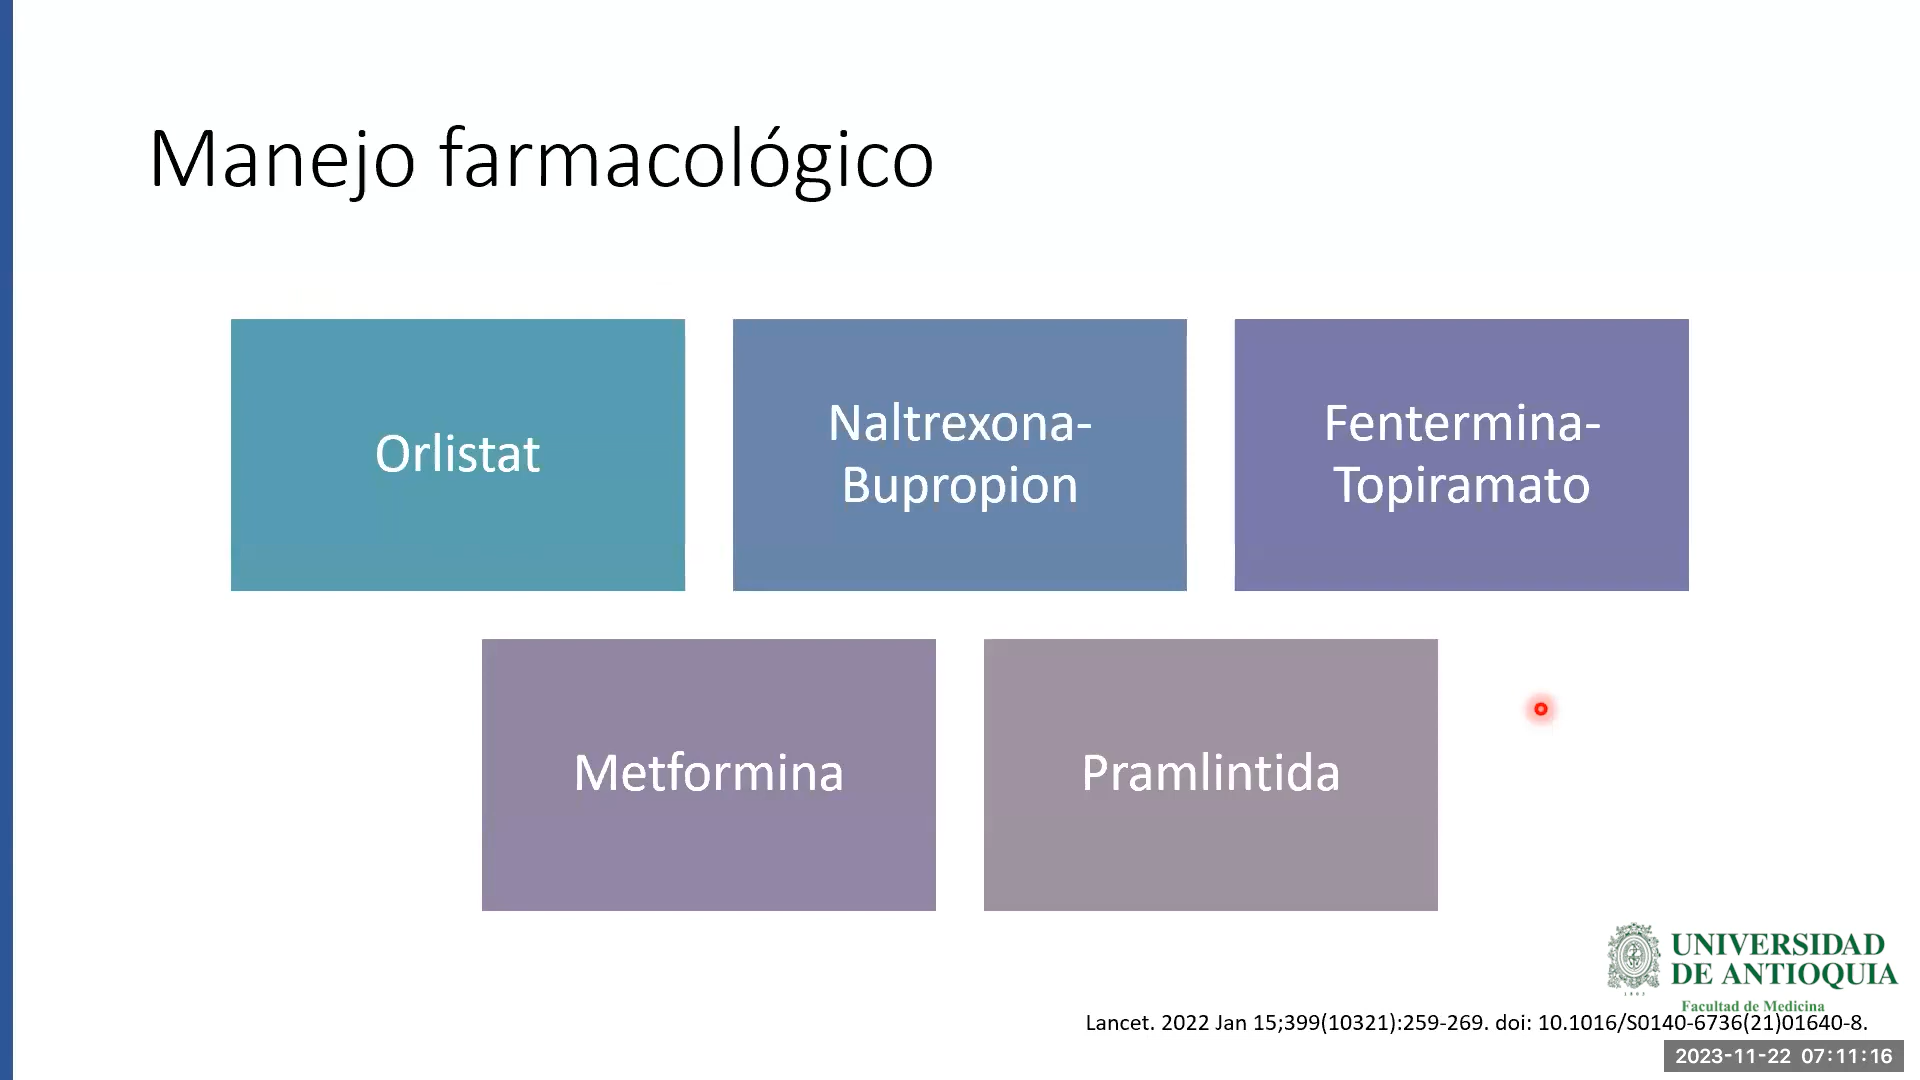 Manejo farmacológico
Orlistat
Naltrexona-
Bupropion
Fentermina-
Topiramato
Metformina
Pramlintida
UNIVERSIDAD
DE ANTIOQUIA
1803
Facultad de Medicina
Lancet. 2022 Jan 15;399(10321):259-269. doi: 10.1016/S0140-6736(21)01640-8.
2023-11-22 07:11:16